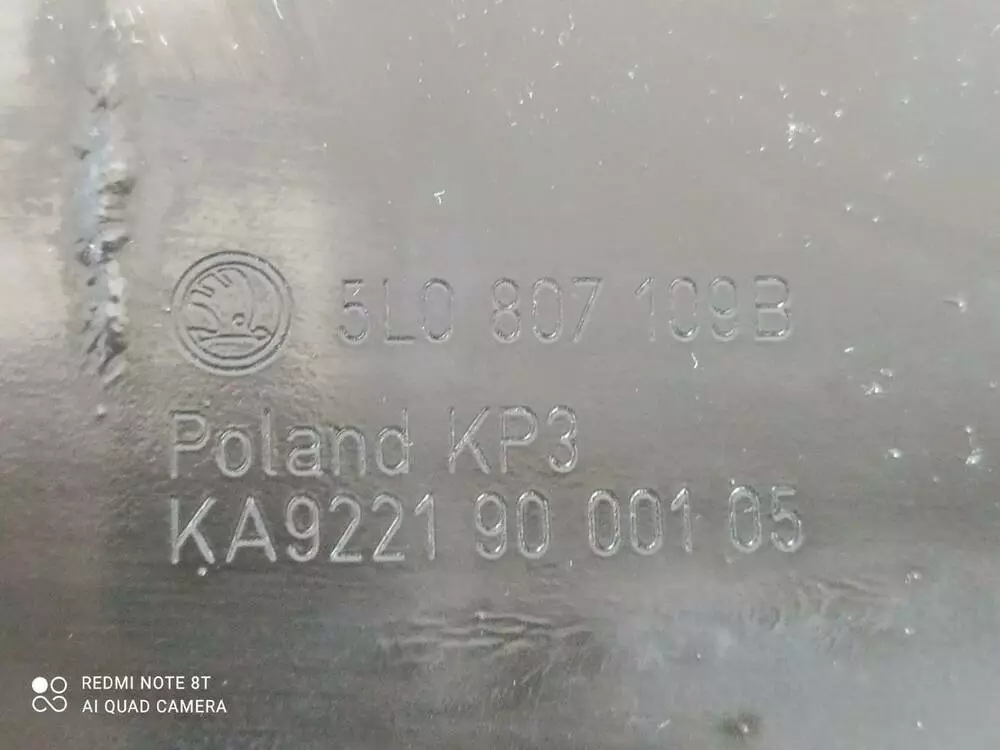 5L0 807 109B
Poland KP3
KA9221 90 001 05
REDMI NOTE 8T
AI QUAD CAMERA